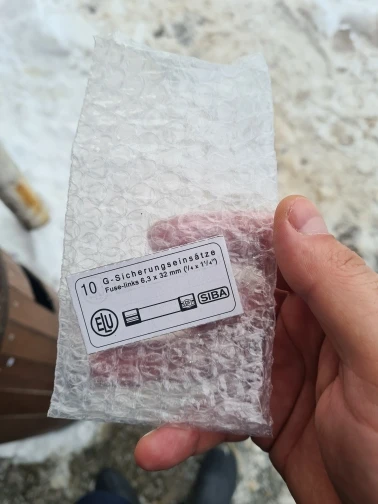 10 G-Sicherungseinsätze
Fuse-links 6,3 x 32 mm (¹/₄ x 1¹/₄")
ELU
SIBA